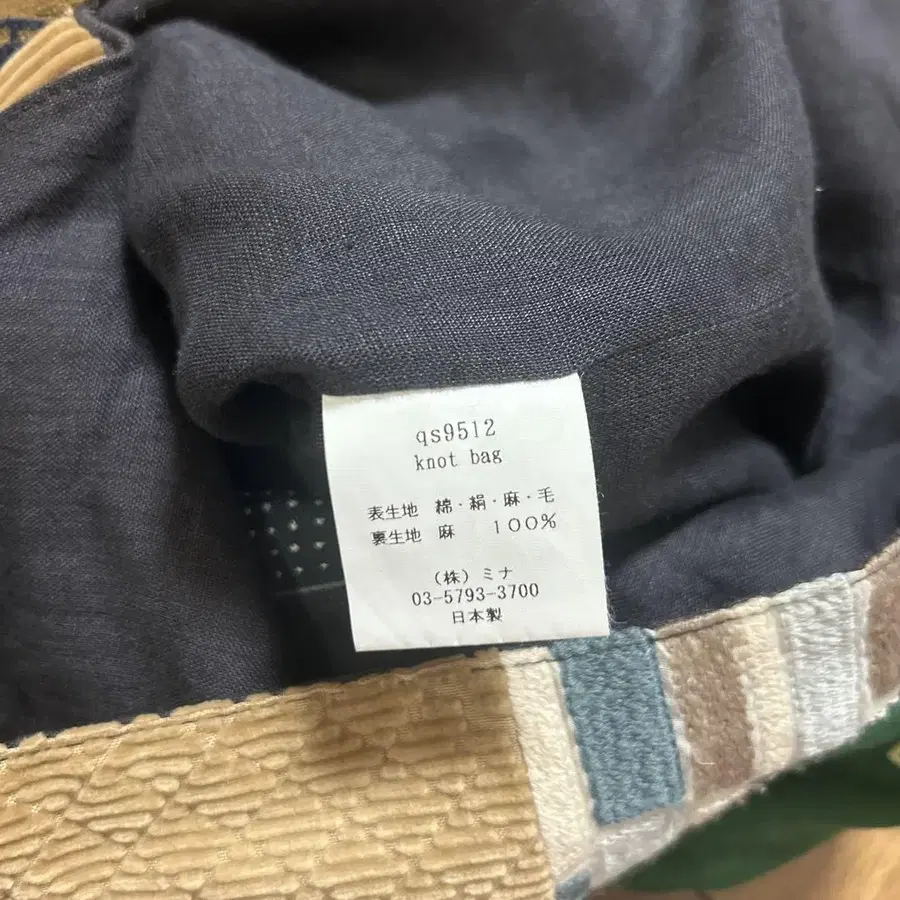 qs9512
knot bag
表生地 棉・絹・麻・毛
裏生地 麻 100%
(株) ミナ
03-5793-3700
日本製